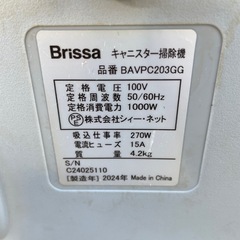 Brissa キャニスター掃除機
品番 BAVPC203GG
定格電圧 100V
定格周波数 50/60Hz
定格消費電力 1000W
PSE 株式会社シィー・ネット
吸込仕事率 270W
電流ヒューズ 15A
質量 4.2kg
S/N
C24025110
[製造年] 2024年 Made in China